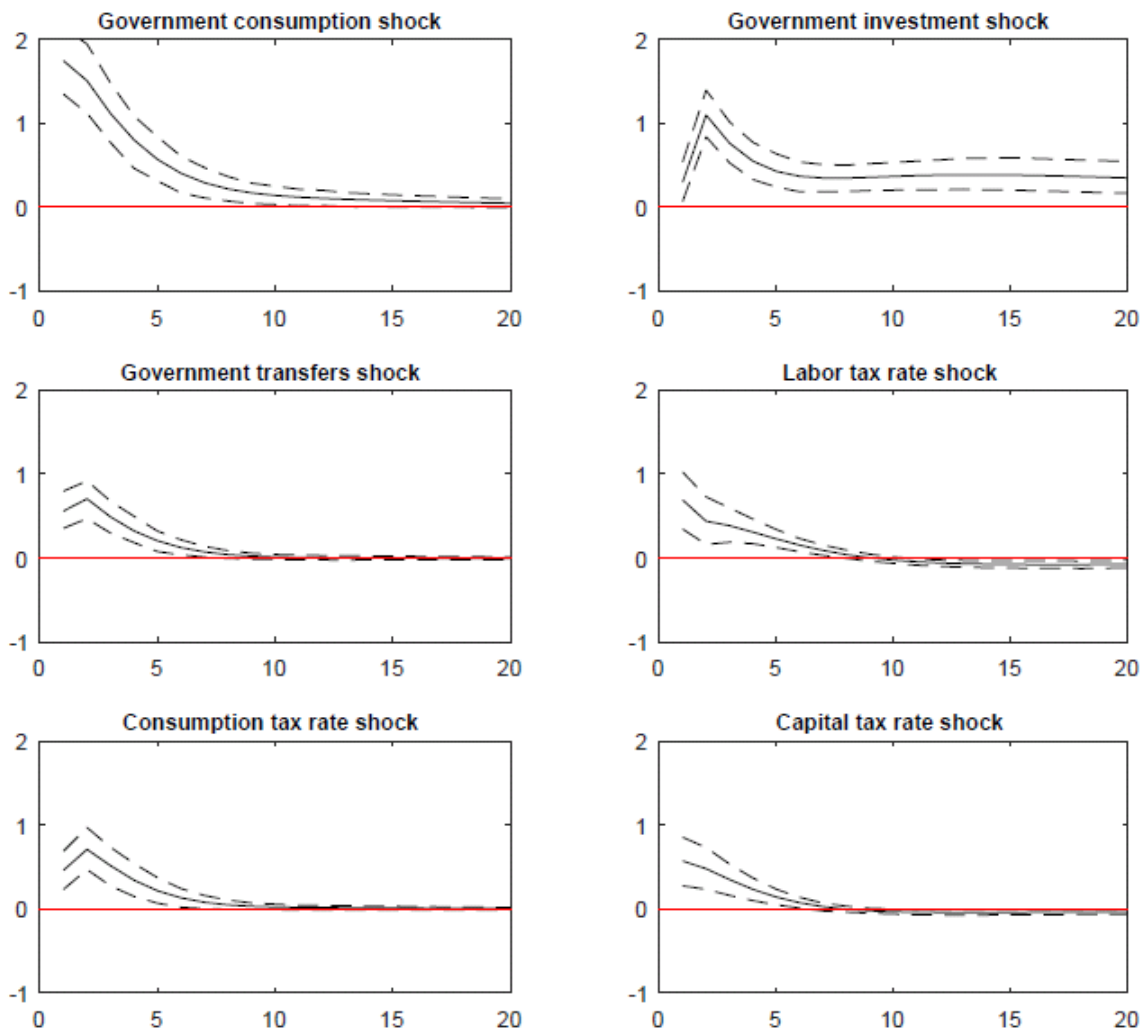 Government consumption shock
2
1
0
-1
0 5 10 15 20
Government investment shock
2
1
0
-1
0 5 10 15 20
Government transfers shock
2
1
0
-1
0 5 10 15 20
Labor tax rate shock
2
1
0
-1
0 5 10 15 20
Consumption tax rate shock
2
1
0
-1
0 5 10 15 20
Capital tax rate shock
2
1
0
-1
0 5 10 15 20